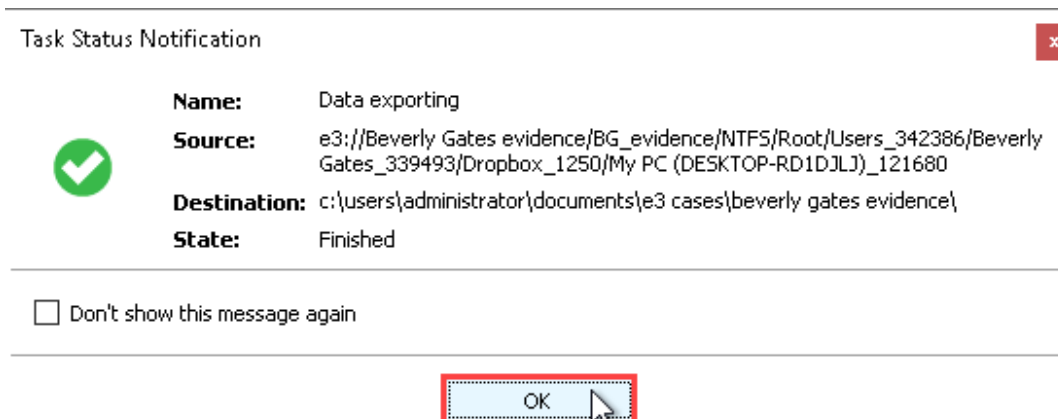 Task Status Notification
x
Name: Data exporting
Source: e3://Beverly Gates evidence/BG_evidence/NTFS/Root/Users_342386/Beverly
Gates_339493/Dropbox_1250/My PC (DESKTOP-RD1DJLJ)_121680
Destination: c:\users\administrator\documents\e3 cases\beverly gates evidence\
State: Finished
Don't show this message again
OK